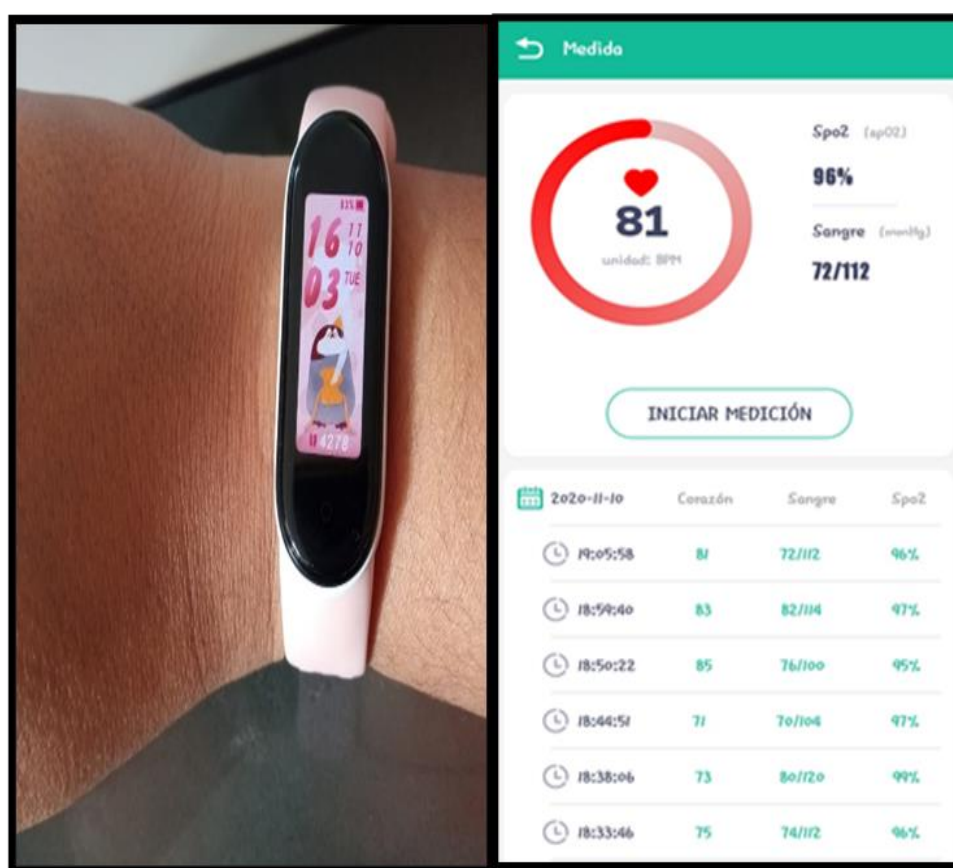 83%
16 11
10
03 TUE
4278
Medida
Spo2 (sp02)
96%
81
unidad: BPM
Sangre (mmHg)
72/112
INICIAR MEDICIÓN
2020-11-10 Corazón Sangre Spo2
19:05:58 81 72/112 96%
18:59:40 83 82/114 97%
18:50:22 85 76/100 95%
18:44:51 71 70/104 97%
18:38:06 73 80/120 99%
18:33:46 75 74/112 96%